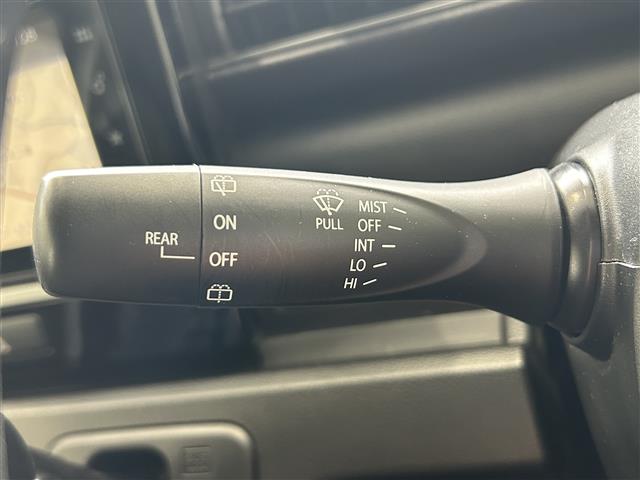 ON
REAR
OFF
PULL
MIST
OFF
INT
LO
HI